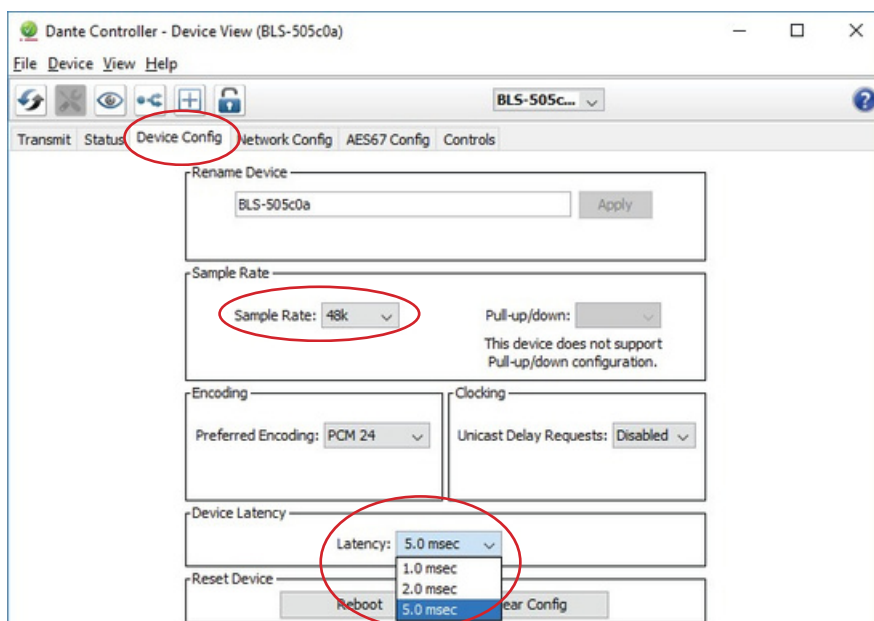 Dante Controller - Device View (BLS-505c0a)
File Device View Help
BLS-505c...
Transmit Status Device Config Network Config AES67 Config Controls
Rename Device
BLS-505c0a Apply
Sample Rate
Sample Rate: 48k Pull-up/down:
This device does not support
Pull-up/down configuration.
Encoding Clocking
Preferred Encoding: PCM 24 Unicast Delay Requests: Disabled
Device Latency
Latency: 5.0 msec
1.0 msec
Reset Device 2.0 msec
Reboot 5.0 msec ear Config